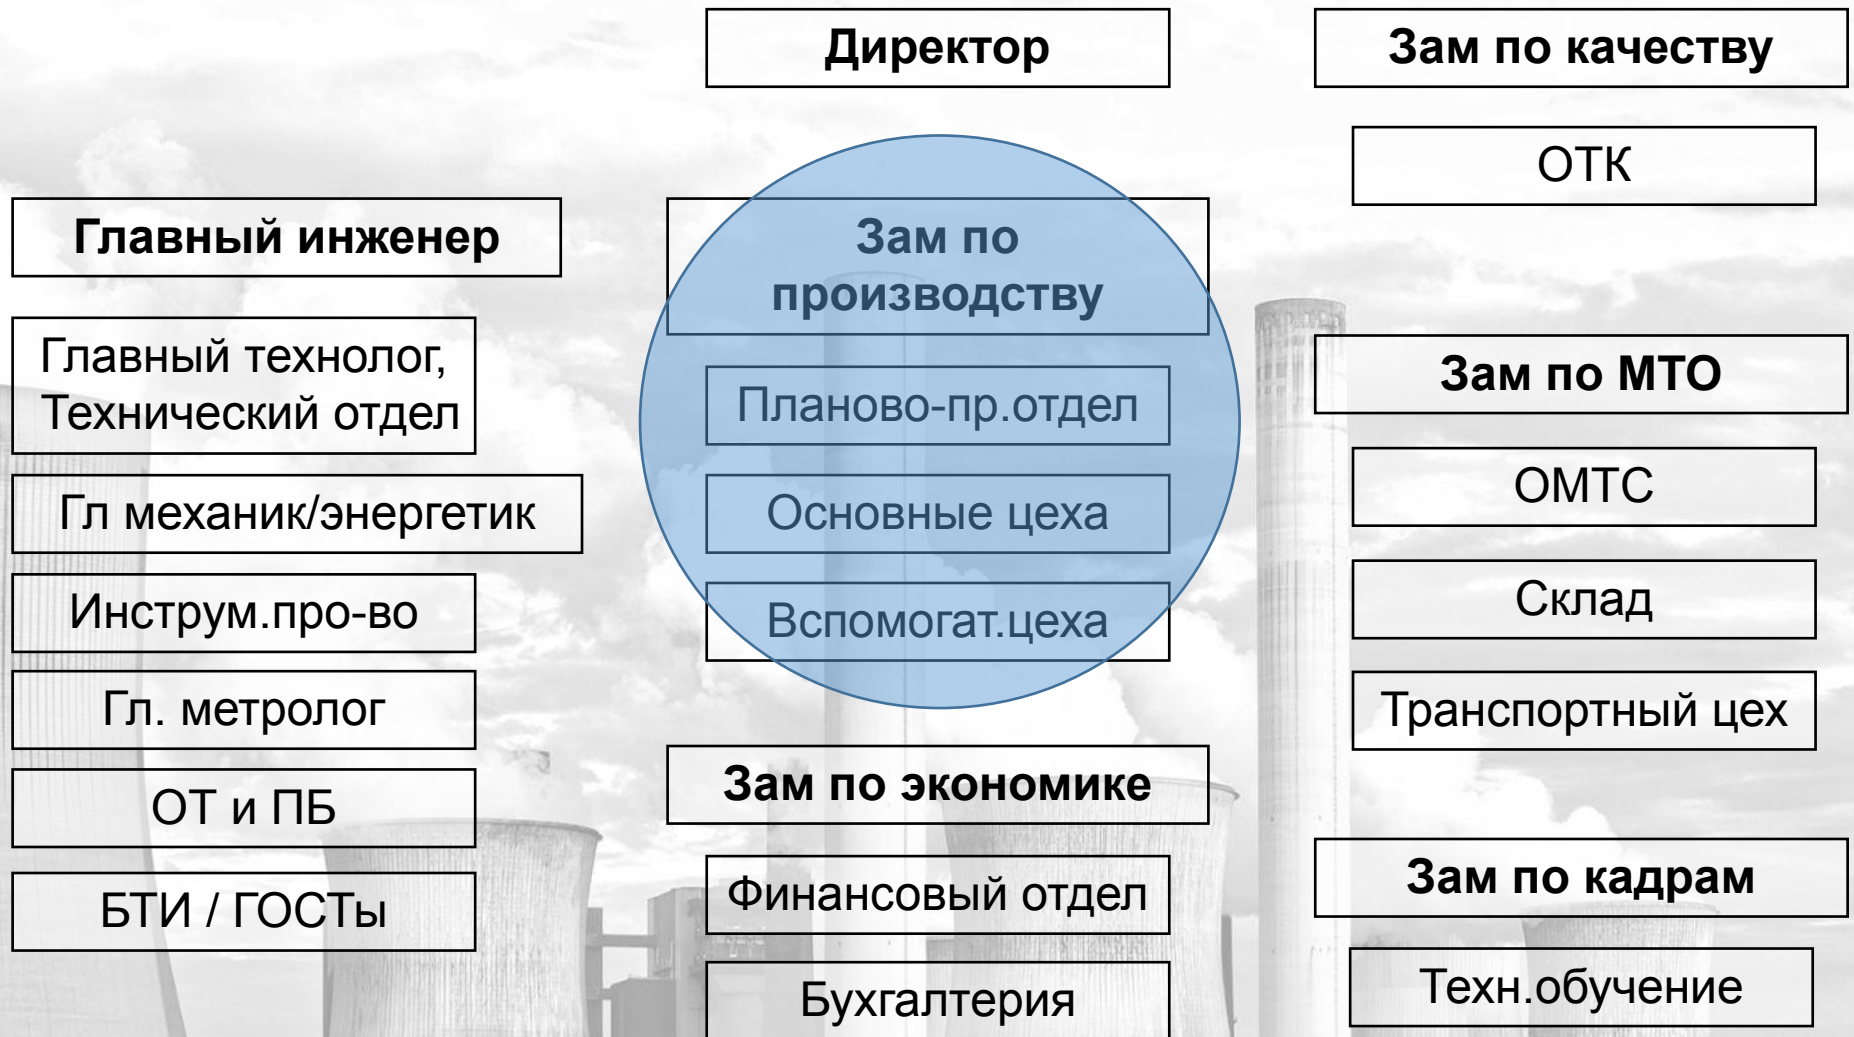 Директор
Зам по качеству
ОТК
Главный инженер
Главный технолог,
Технический отдел
Гл механик/энергетик
Инструм.про-во
Гл. метролог
ОТ и ПБ
БТИ / ГОСТы
Зам по
производству
Планово-пр.отдел
Основные цеха
Вспомогат.цеха
Зам по экономике
Финансовый отдел
Бухгалтерия
Зам по МТО
ОМТС
Склад
Транспортный цех
Зам по кадрам
Техн.обучение